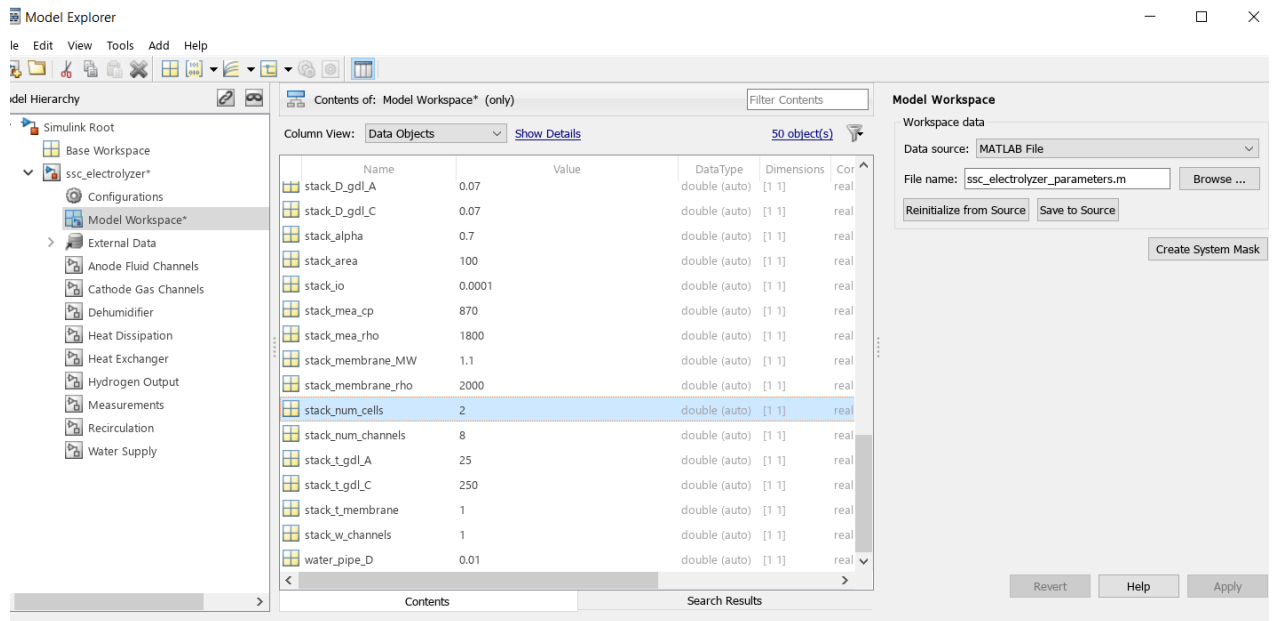 Model Explorer
le Edit View Tools Add Help
odel Hierarchy
Simulink Root
Base Workspace
ssc_electrolyzer*
Configurations
Model Workspace*
External Data
Anode Fluid Channels
Cathode Gas Channels
Dehumidifier
Heat Dissipation
Heat Exchanger
Hydrogen Output
Measurements
Recirculation
Water Supply
Contents of: Model Workspace* (only) Filter Contents
Column View: Data Objects Show Details 50 object(s)
Name Value DataType Dimensions Cor
stack_D_gdl_A 0.07 double (auto) [1 1] real
stack_D_gdl_C 0.07 double (auto) [1 1] real
stack_alpha 0.7 double (auto) [1 1] real
stack_area 100 double (auto) [1 1] real
stack_io 0.0001 double (auto) [1 1] real
stack_mea_cp 870 double (auto) [1 1] real
stack_mea_rho 1800 double (auto) [1 1] real
stack_membrane_MW 1.1 double (auto) [1 1] real
stack_membrane_rho 2000 double (auto) [1 1] real
stack_num_cells 2 double (auto) [1 1] real
stack_num_channels 8 double (auto) [1 1] real
stack_t_gdl_A 25 double (auto) [1 1] real
stack_t_gdl_C 250 double (auto) [1 1] real
stack_t_membrane 1 double (auto) [1 1] real
stack_w_channels 1 double (auto) [1 1] real
water_pipe_D 0.01 double (auto) [1 1] real
Contents Search Results
Model Workspace
Workspace data
Data source: MATLAB File
File name: ssc_electrolyzer_parameters.m Browse ...
Reinitialize from Source Save to Source
Create System Mask
Revert Help Apply